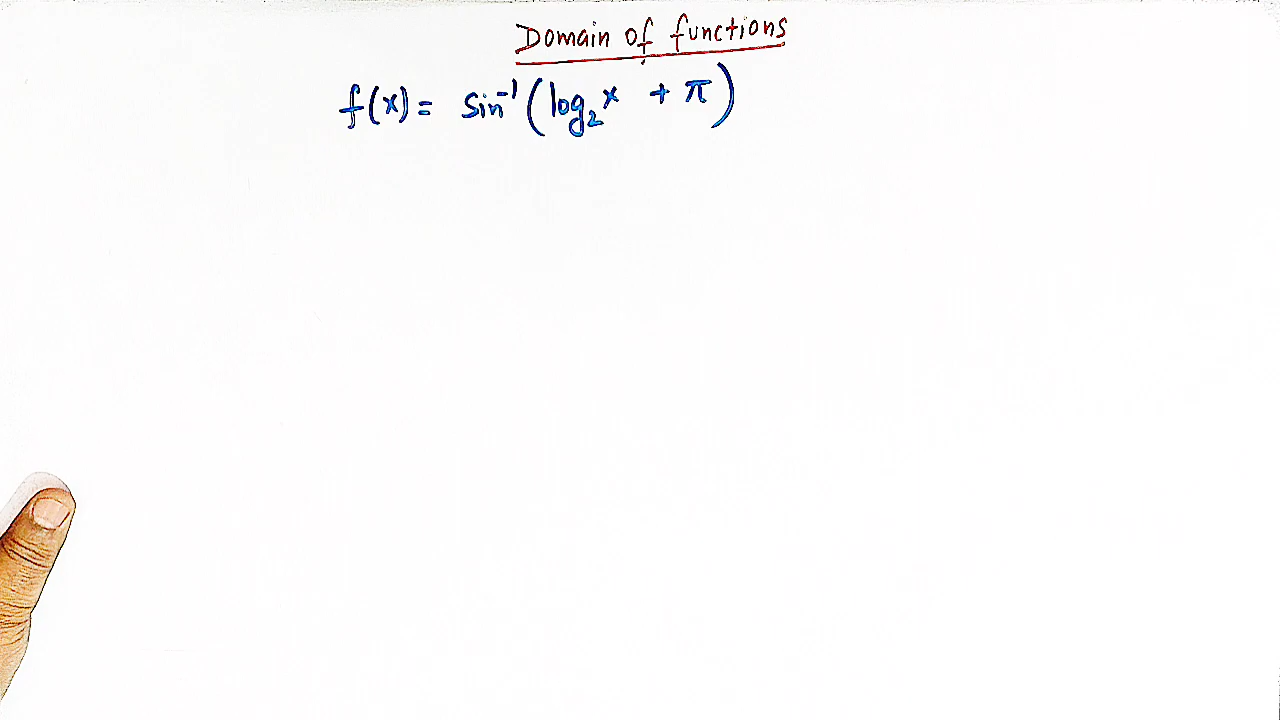 Domain of functions
f(x) = sin⁻¹(log₂x + π)